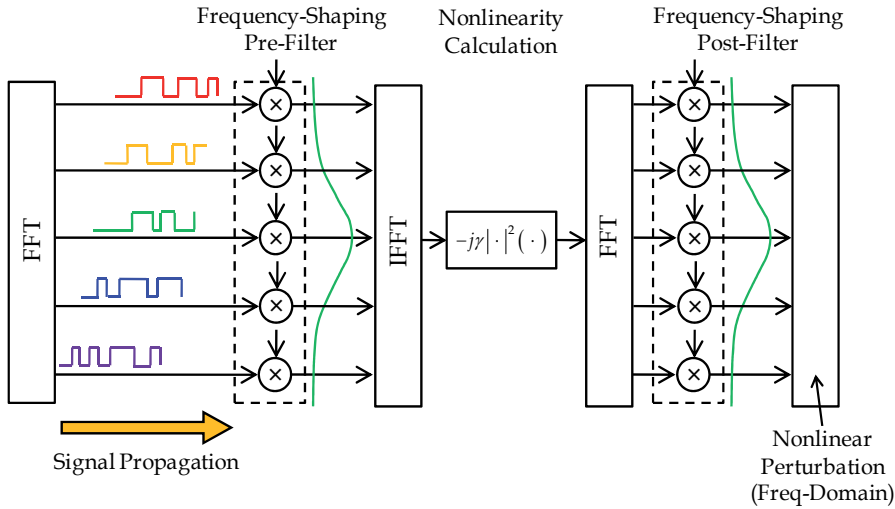 Frequency-Shaping
Pre-Filter
Nonlinearity
Calculation
Frequency-Shaping
Post-Filter
FFT
×
×
×
×
×
IFFT
−jγ|·|²(·)
FFT
×
×
×
×
×
Signal Propagation
Nonlinear
Perturbation
(Freq-Domain)